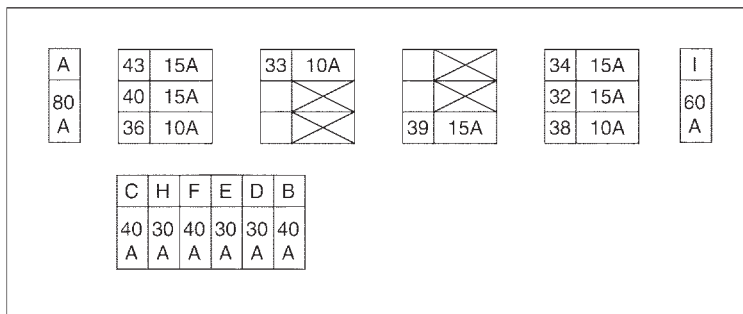 A 43 15A 33 10A 34 15A I
80 A 40 15A 32 15A 60 A
36 10A 39 15A 38 10A
C H F E D B
40 30 40 30 30 40
A A A A A A